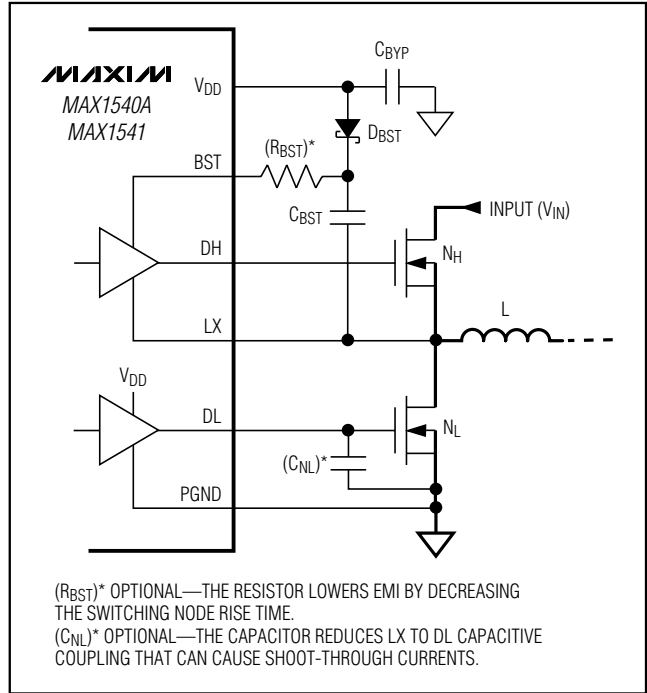 CBYP
MAXIM
VDD
MAX1540A
MAX1541
DBST
(RBST)*
BST
CBST
INPUT (VIN)
DH
NH
L
LX
VDD
DL
NL
(CNL)*
PGND
(RBST)* OPTIONAL—THE RESISTOR LOWERS EMI BY DECREASING
THE SWITCHING NODE RISE TIME.
(CNL)* OPTIONAL—THE CAPACITOR REDUCES LX TO DL CAPACITIVE
COUPLING THAT CAN CAUSE SHOOT-THROUGH CURRENTS.